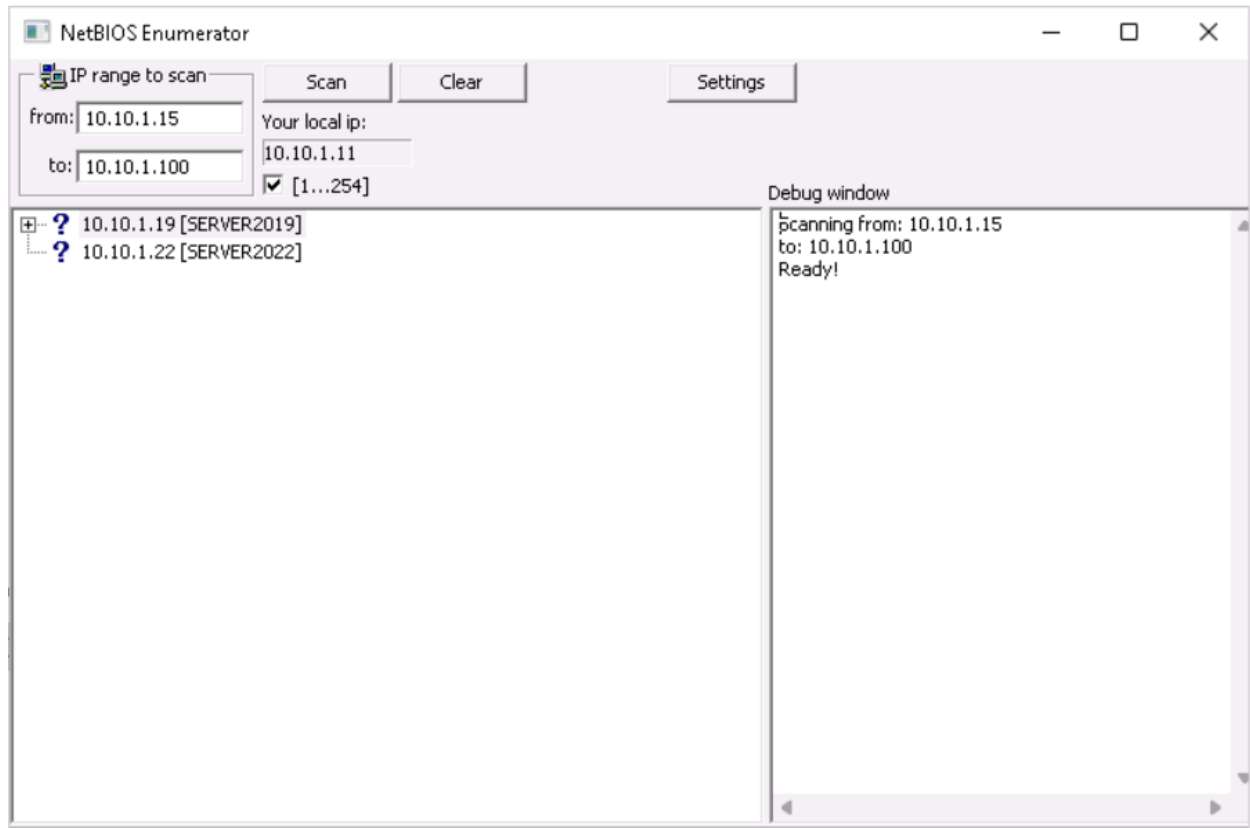 NetBIOS Enumerator
IP range to scan
Scan
Clear
Settings
from: 10.10.1.15
Your local ip:
10.10.1.11
to: 10.10.1.100
[1...254]
Debug window
10.10.1.19 [SERVER2019]
10.10.1.22 [SERVER2022]
Scanning from: 10.10.1.15
to: 10.10.1.100
Ready!